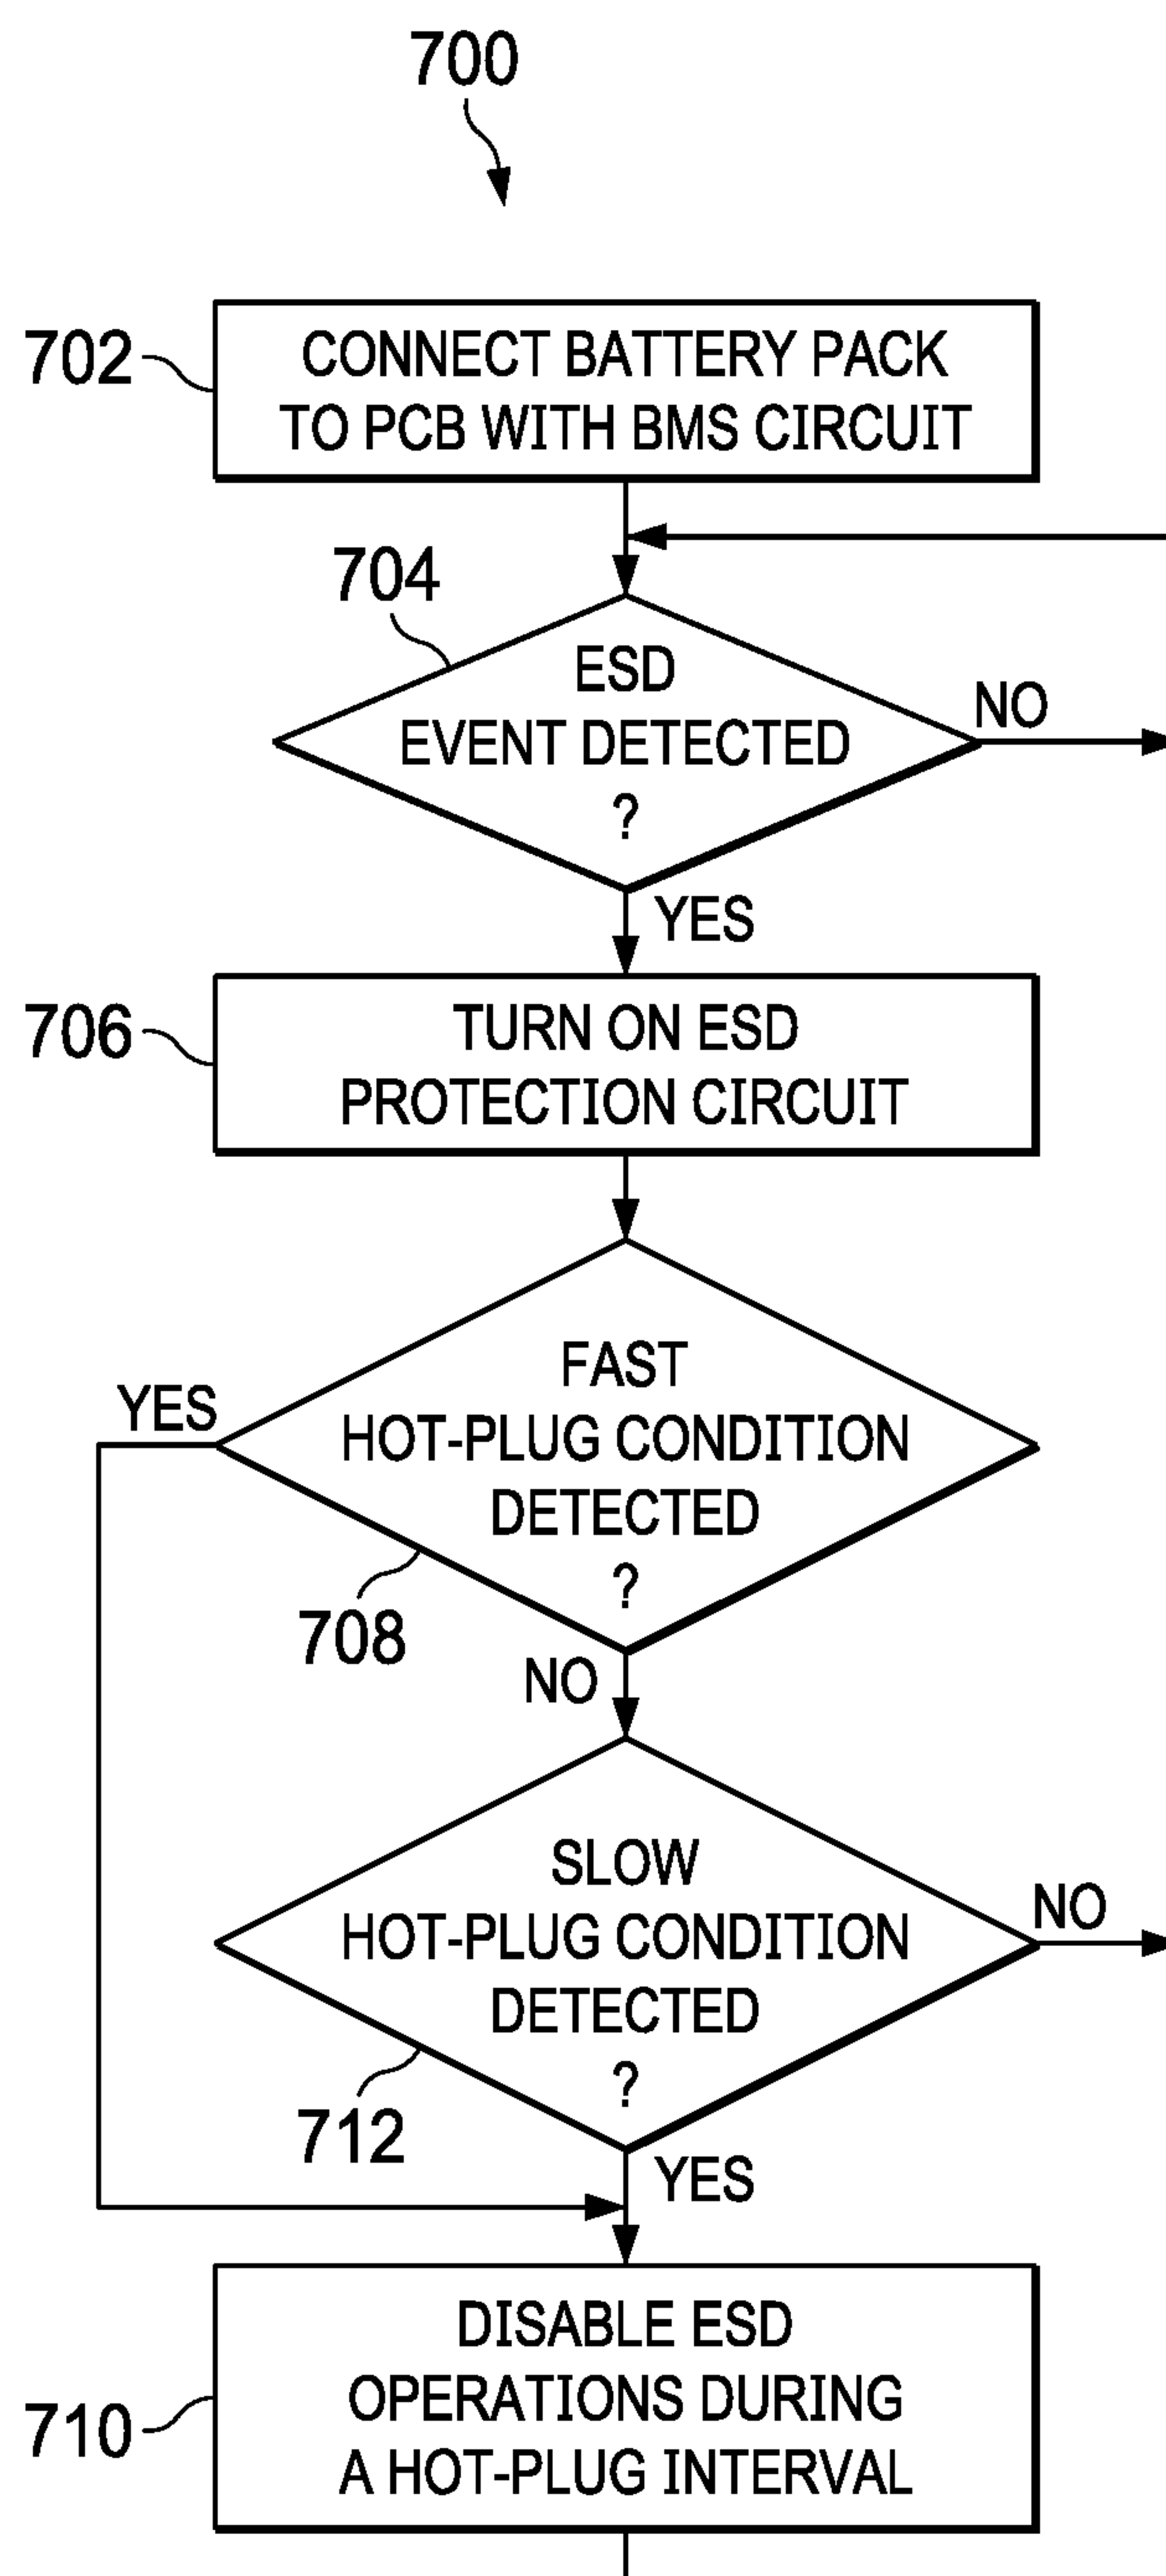 700
702
CONNECT BATTERY PACK
TO PCB WITH BMS CIRCUIT
704
ESD
EVENT DETECTED
?
NO
YES
706
TURN ON ESD
PROTECTION CIRCUIT
FAST
HOT-PLUG CONDITION
DETECTED
?
YES
708
NO
SLOW
HOT-PLUG CONDITION
DETECTED
?
NO
712
YES
710
DISABLE ESD
OPERATIONS DURING
A HOT-PLUG INTERVAL